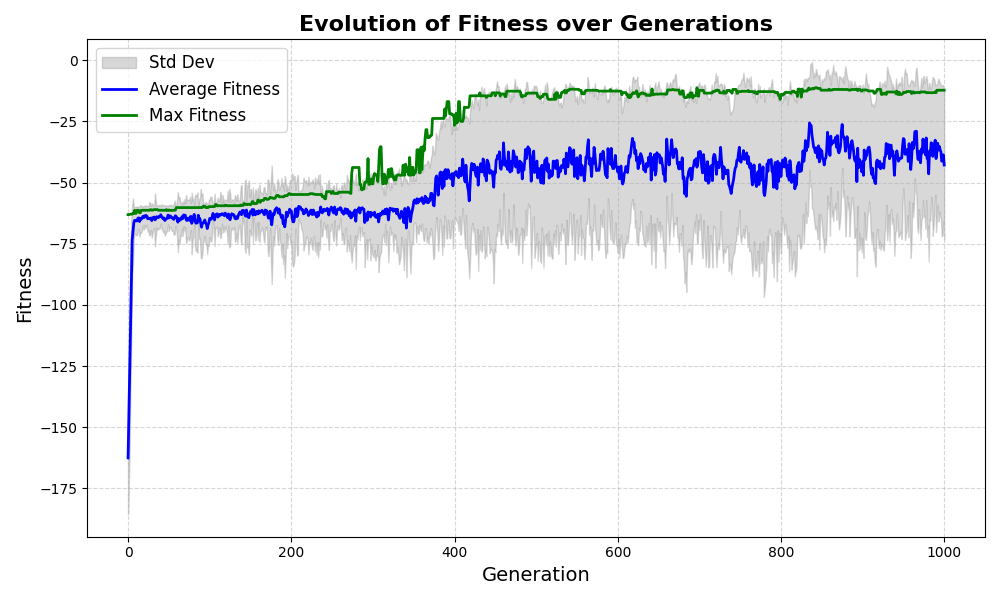 Evolution of Fitness over Generations
Std Dev
Average Fitness
Max Fitness
0
−25
−50
−75
−100
−125
−150
−175
Fitness
0 200 400 600 800 1000
Generation